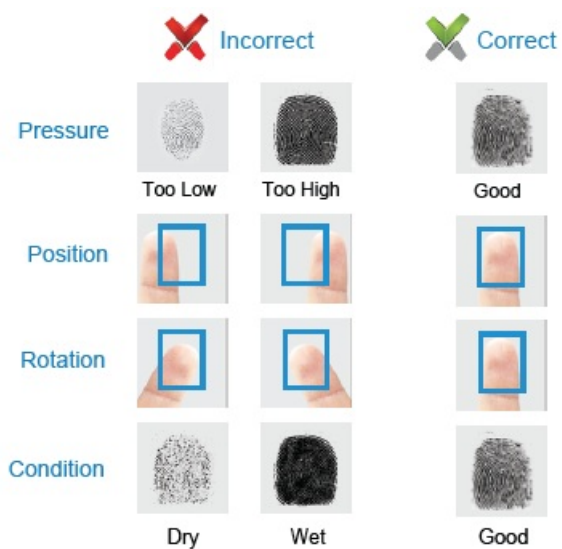 Incorrect Correct
Pressure
Too Low Too High Good
Position
Rotation
Condition
Dry Wet Good